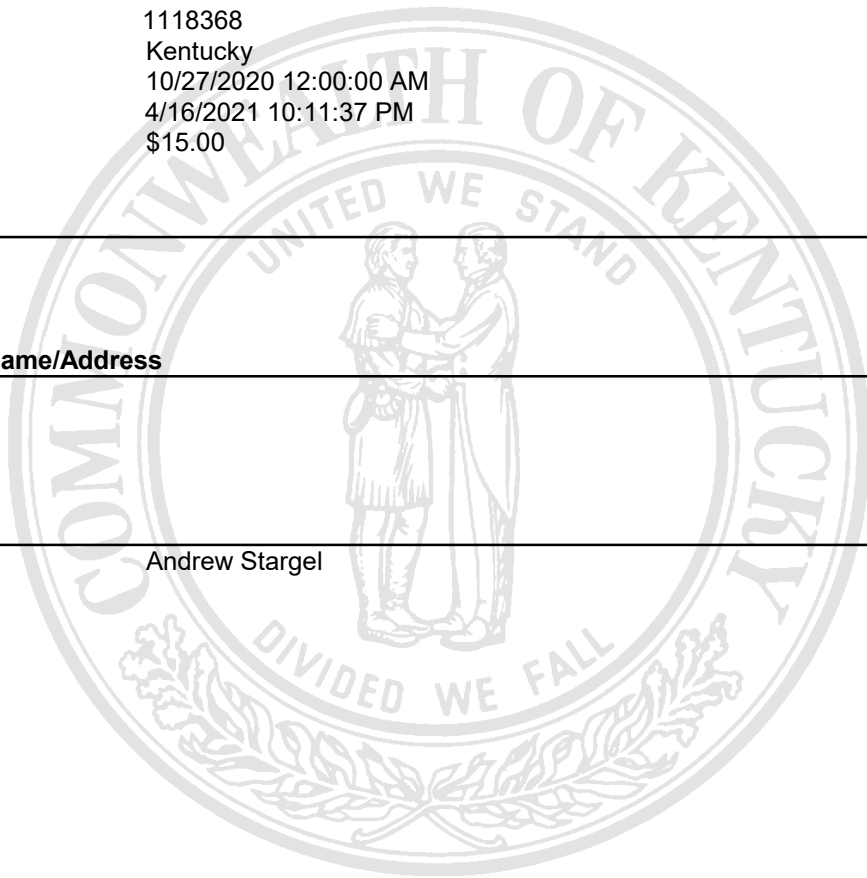 1118368
Kentucky
10/27/2020 12:00:00 AM
4/16/2021 10:11:37 PM
$15.00
COMMONWEALTH OF KENTUCKY
UNITED WE STAND
ame/Address
Andrew Stargel
DIVIDED WE FALL